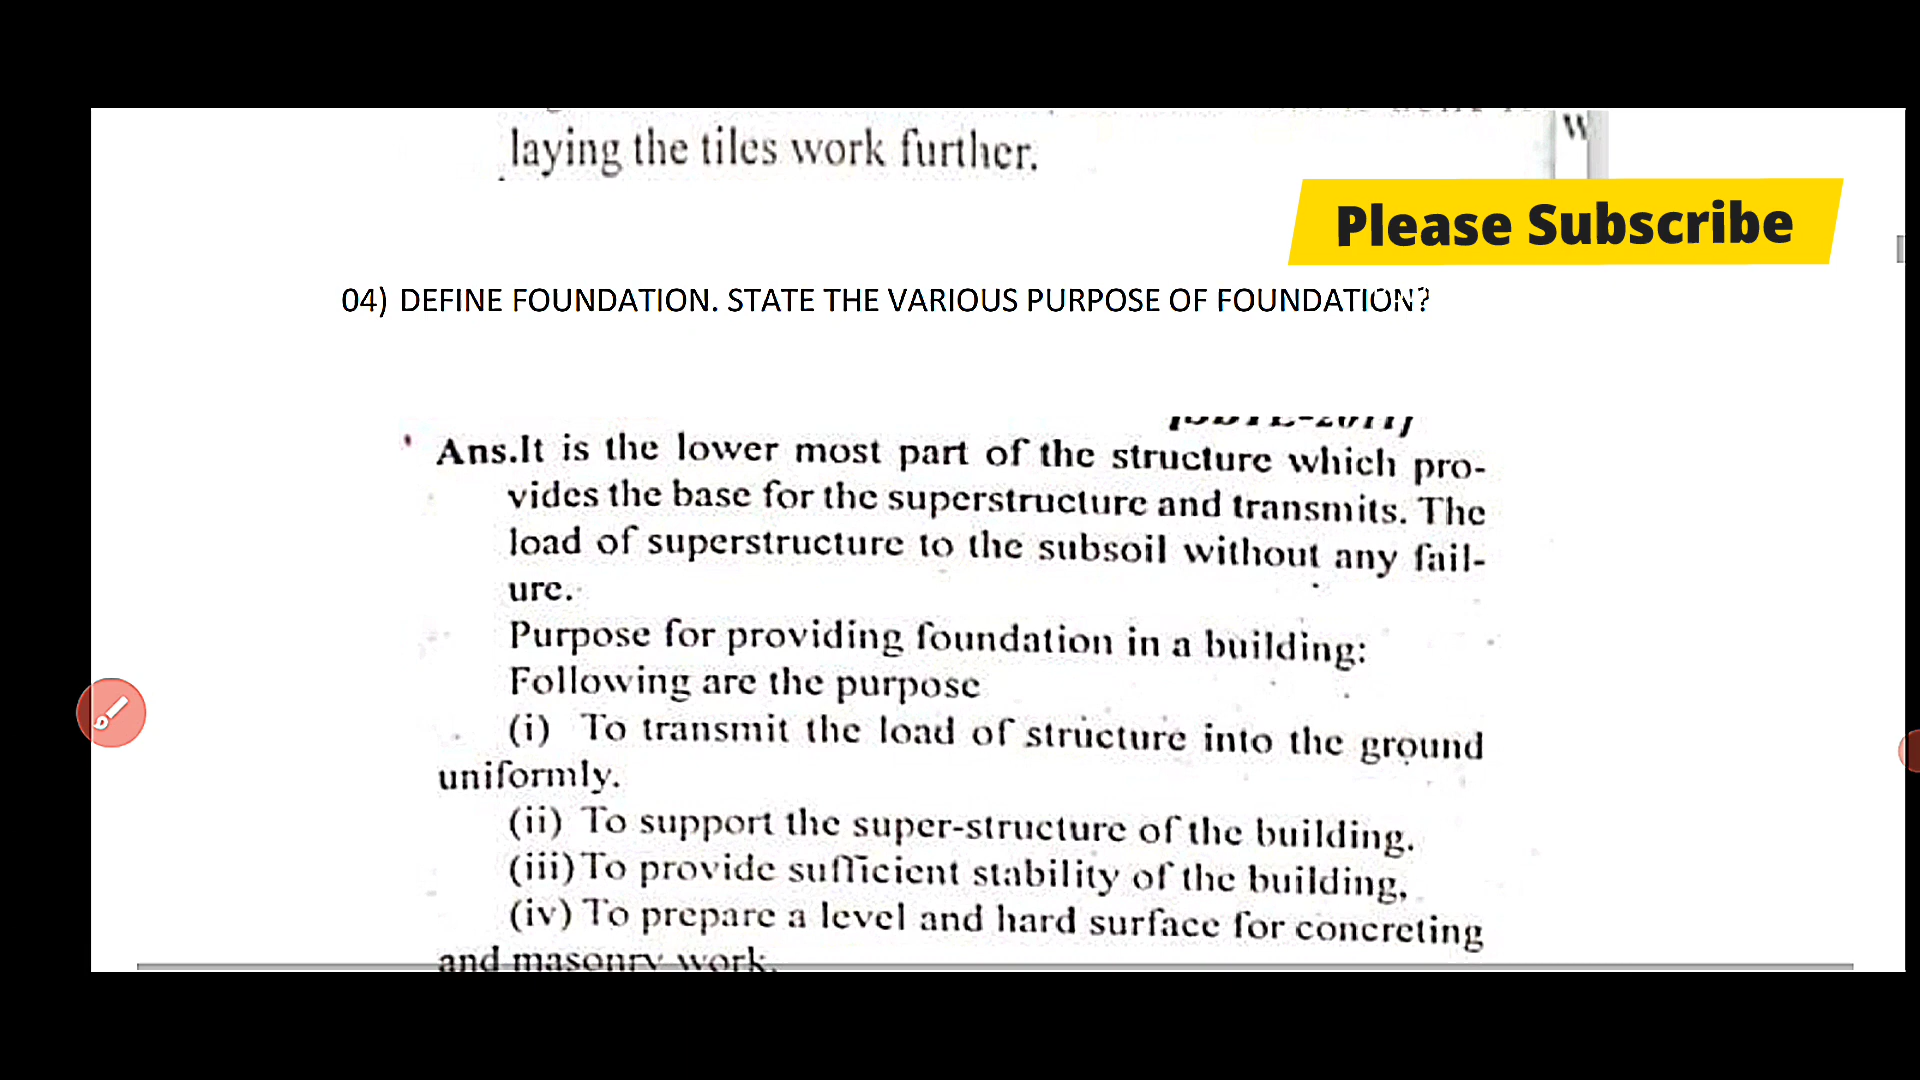 laying the tiles work further.
W
Please Subscribe
04) DEFINE FOUNDATION. STATE THE VARIOUS PURPOSE OF FOUNDATION?
Ans.It is the lower most part of the structure which pro-
vides the base for the superstructure and transmits. The
load of superstructure to the subsoil without any fail-
ure.
Purpose for providing foundation in a building:
Following are the purpose
(i) To transmit the load of structure into the ground
uniformly.
(ii) To support the super-structure of the building.
(iii) To provide sufficient stability of the building,
(iv) To prepare a level and hard surface for concreting
and masonry work.